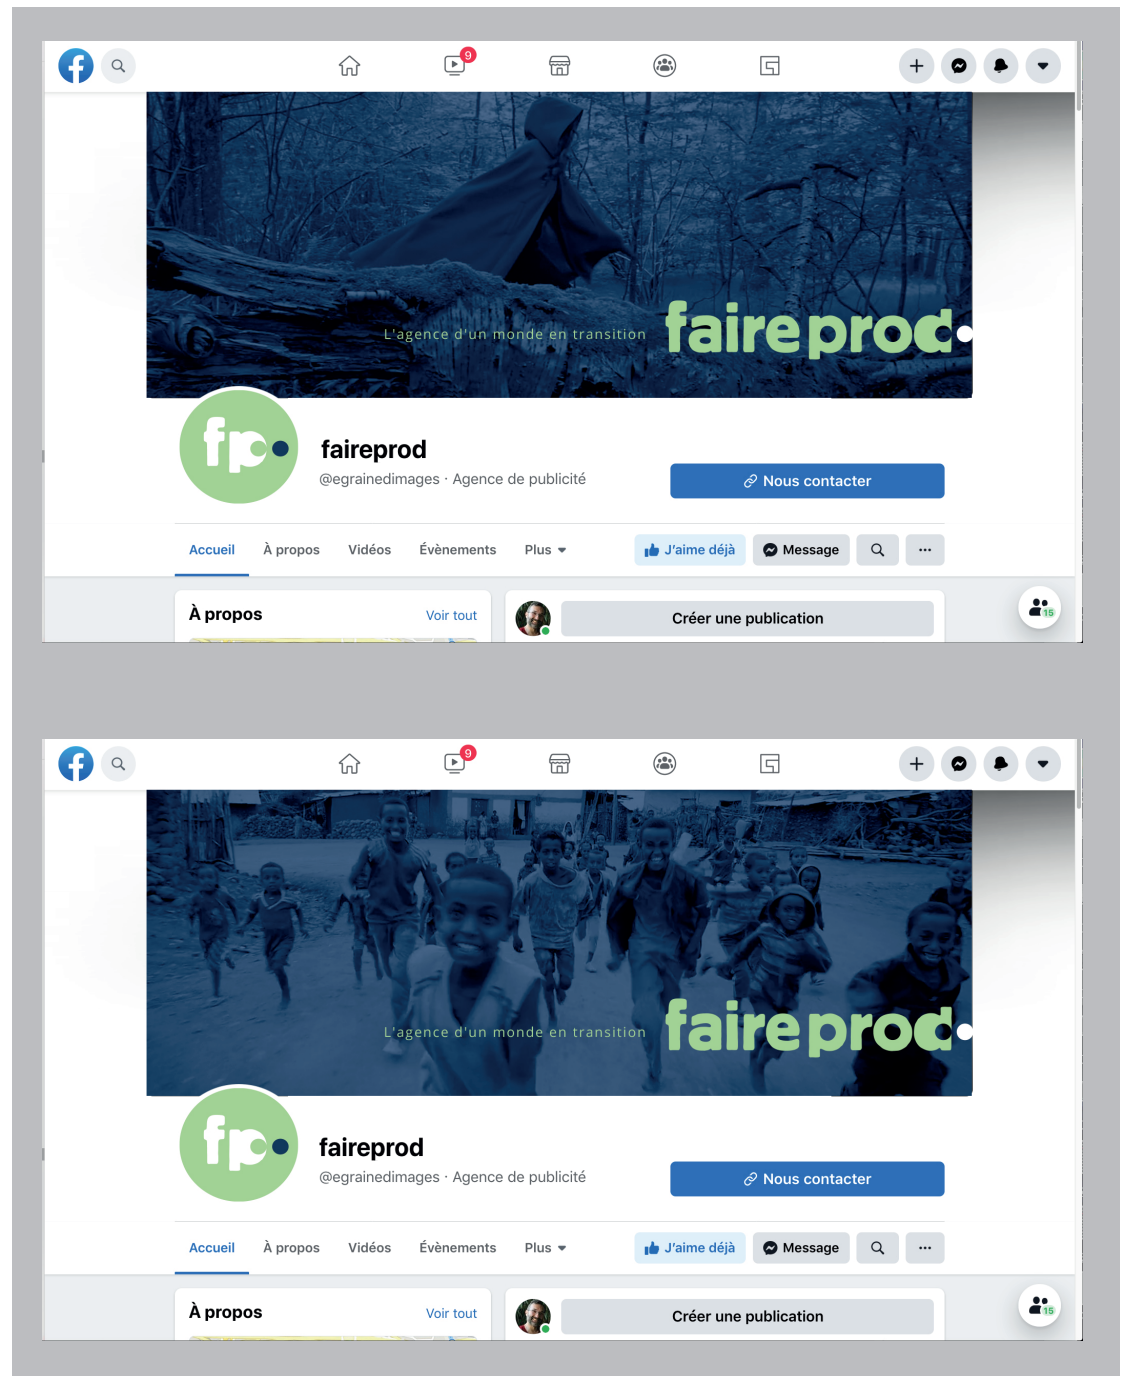 9
L'agence d'un monde en transition
faireprod.
fp.
faireprod
@egrainedimages · Agence de publicité
Nous contacter
Accueil À propos Vidéos Évènements Plus
J'aime déjà Message ...
À propos Voir tout
Créer une publication
15
9
L'agence d'un monde en transition
faireprod.
fp.
faireprod
@egrainedimages · Agence de publicité
Nous contacter
Accueil À propos Vidéos Évènements Plus
J'aime déjà Message ...
À propos Voir tout
Créer une publication
15